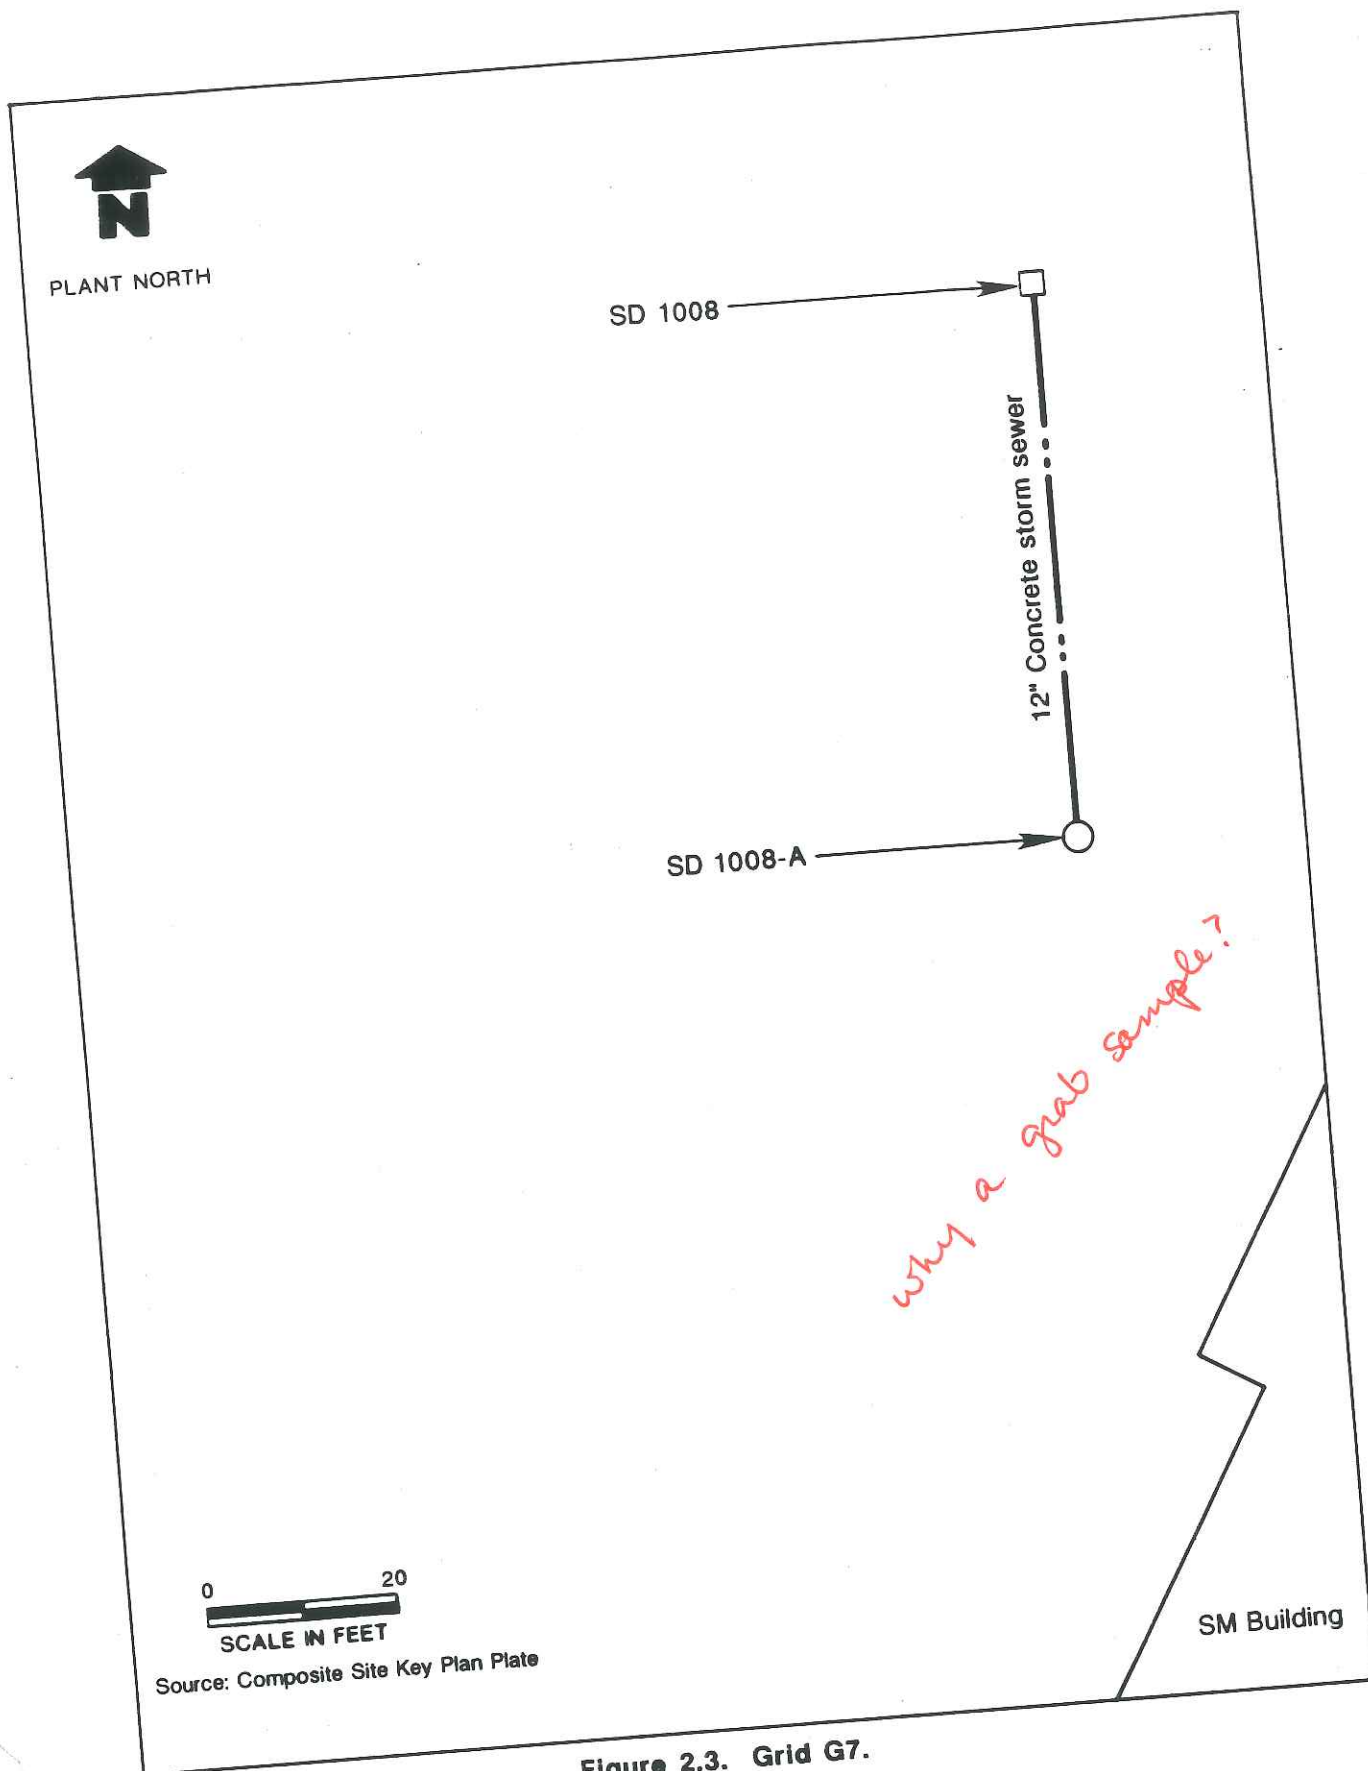 N
PLANT NORTH
SD 1008
12" Concrete storm sewer
SD 1008-A
why a grab sample?
0 20
SCALE IN FEET
Source: Composite Site Key Plan Plate
SM Building
Figure 2.3. Grid G7.